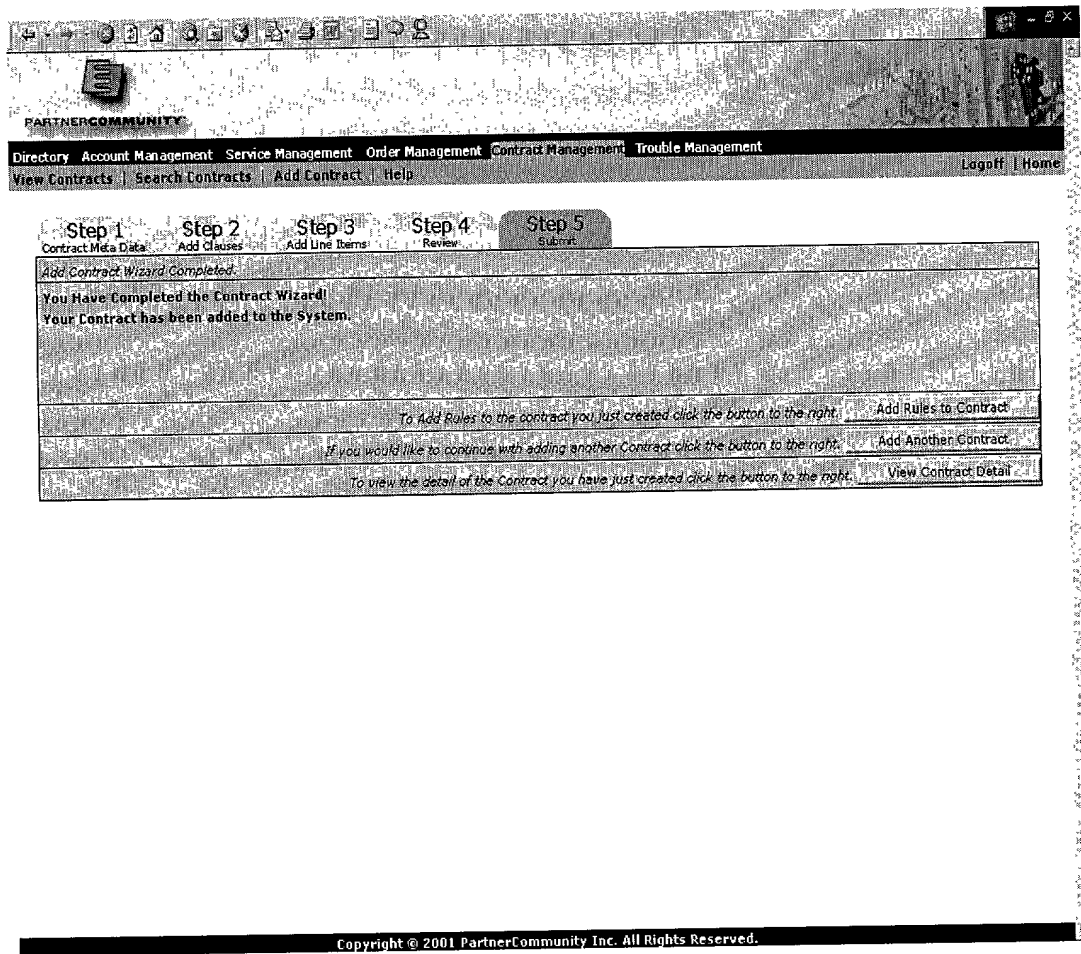 PARTNERCOMMUNITY
Directory Account Management Service Management Order Management Contract Management Trouble Management
Logoff | Home
View Contracts | Search Contracts | Add Contract | Help
Step 1 Step 2 Step 3 Step 4 Step 5
Contract Meta Data Add Clauses Add Line Items Review Submit
Add Contract Wizard Completed.
You Have Completed the Contract Wizard!
Your Contract has been added to the System.
To Add Rules to the contract you just created click the button to the right. Add Rules to Contract
If you would like to continue with adding another Contract click the button to the right. Add Another Contract
To view the detail of the Contract you have just created click the button to the right. View Contract Detail
Copyright © 2001 PartnerCommunity Inc. All Rights Reserved.